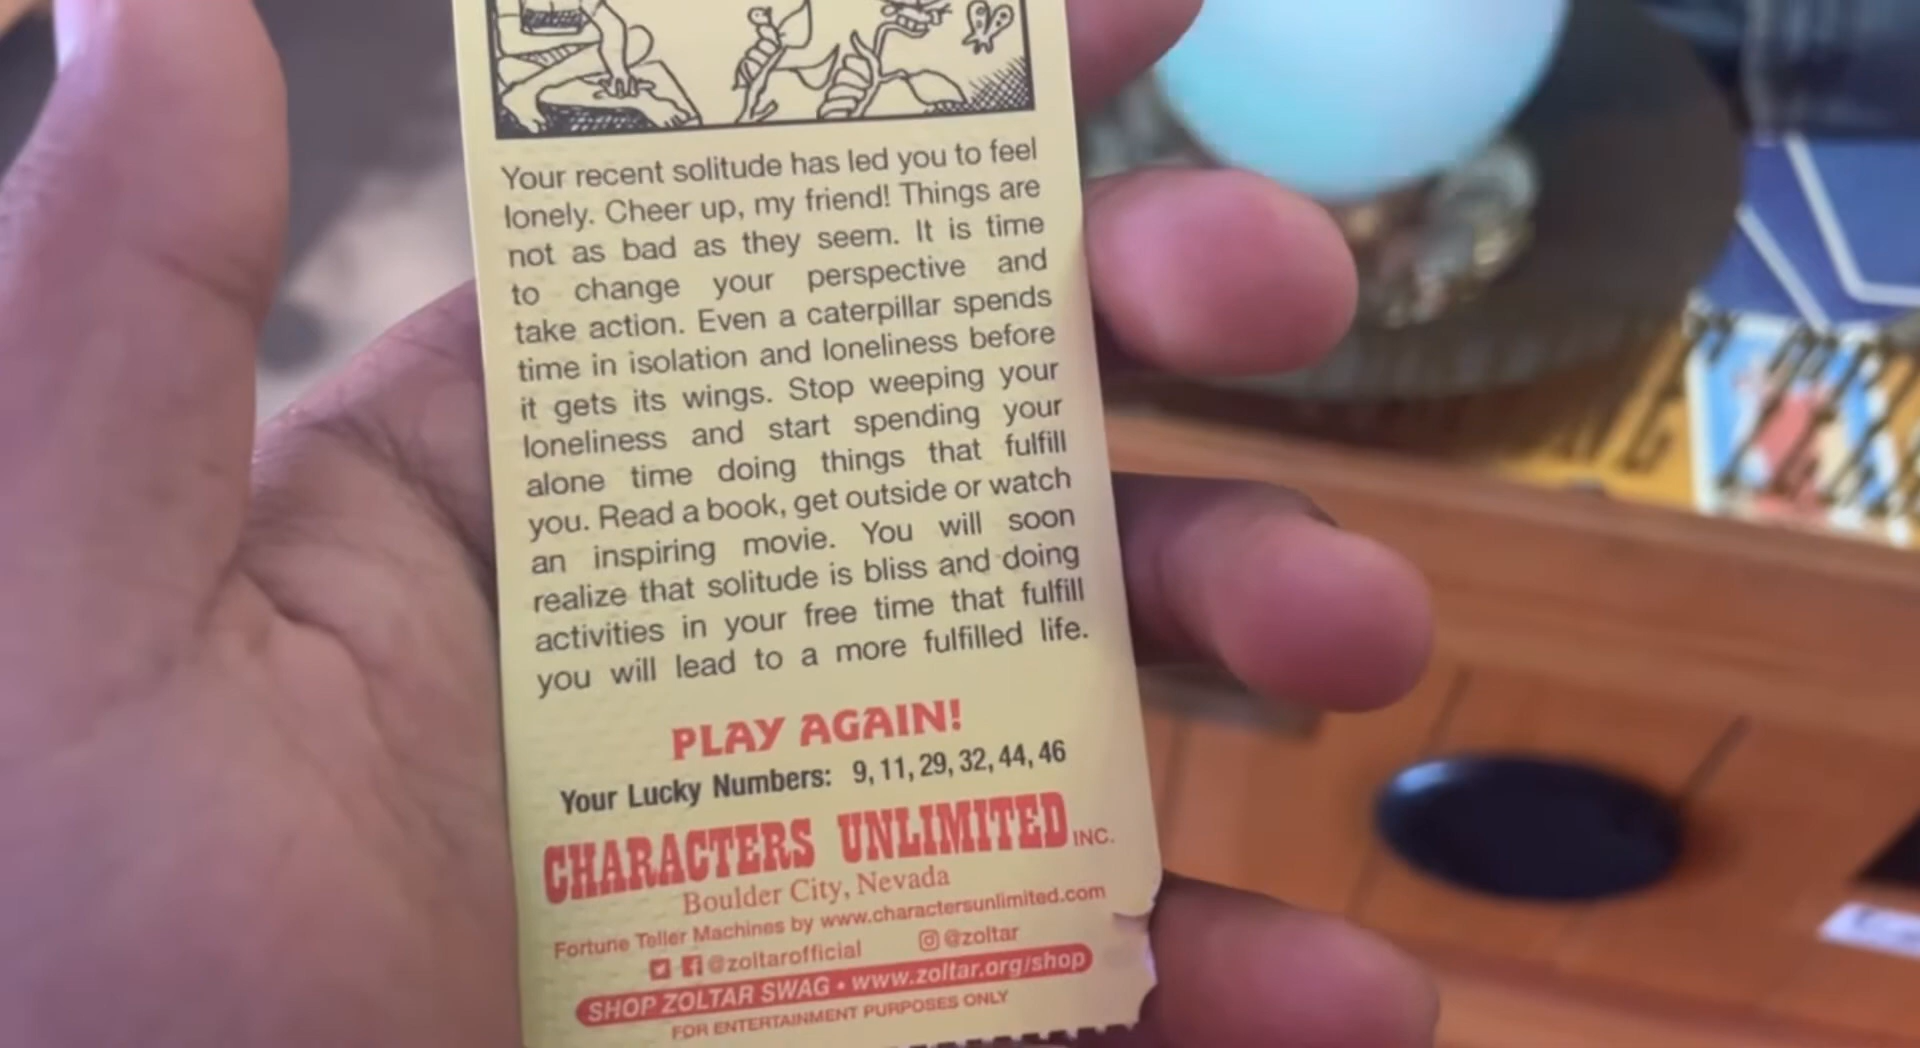 Your recent solitude has led you to feel
lonely. Cheer up, my friend! Things are
not as bad as they seem. It is time
to change your perspective and
take action. Even a caterpillar spends
time in isolation and loneliness before
it gets its wings. Stop weeping your
loneliness and start spending your
alone time doing things that fulfill
you. Read a book, get outside or watch
an inspiring movie. You will soon
realize that solitude is bliss and doing
activities in your free time that fulfill
you will lead to a more fulfilled life.
PLAY AGAIN!
Your Lucky Numbers: 9, 11, 29, 32, 44, 46
CHARACTERS UNLIMITED INC.
Boulder City, Nevada
Fortune Teller Machines by www.charactersunlimited.com
@zoltarofficial @zoltar
SHOP ZOLTAR SWAG • www.zoltar.org/shop
FOR ENTERTAINMENT PURPOSES ONLY